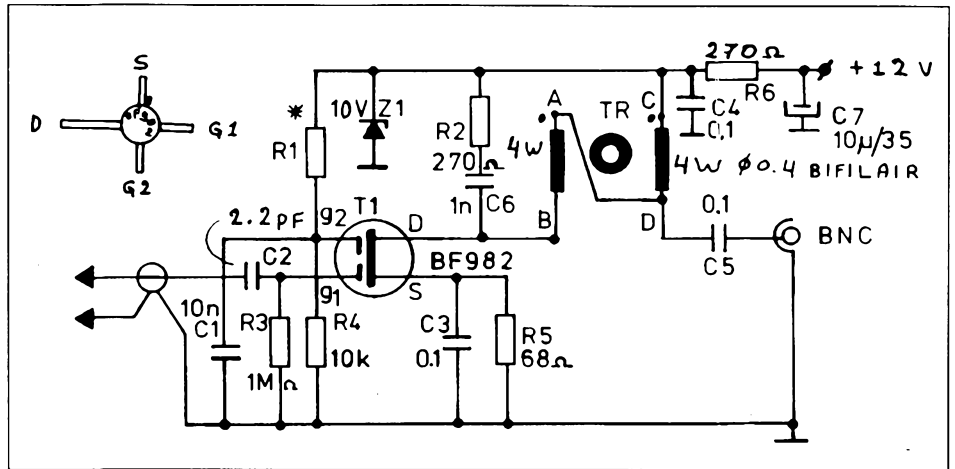 S
D
G1
G2
*
R1
10V Z1
R2
270Ω
1n C6
4W
A
B
TR
C
D
C4
0.1
270Ω
R6
+12V
C7
10µ/35
4W ø0.4 BIFILAIR
0.1
C5
BNC
2.2pF
g2
T1
D
BF982
S
C2
g1
10n
C1
R3
1MΩ
R4
10k
C3
0.1
R5
68Ω